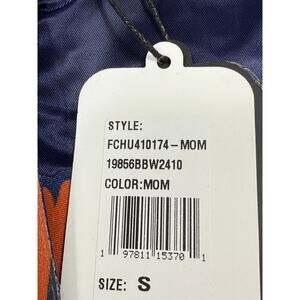 STYLE:
FCHU410174-MOM
19856BBW2410
COLOR:MOM
1 97811 15370 1
SIZE: S